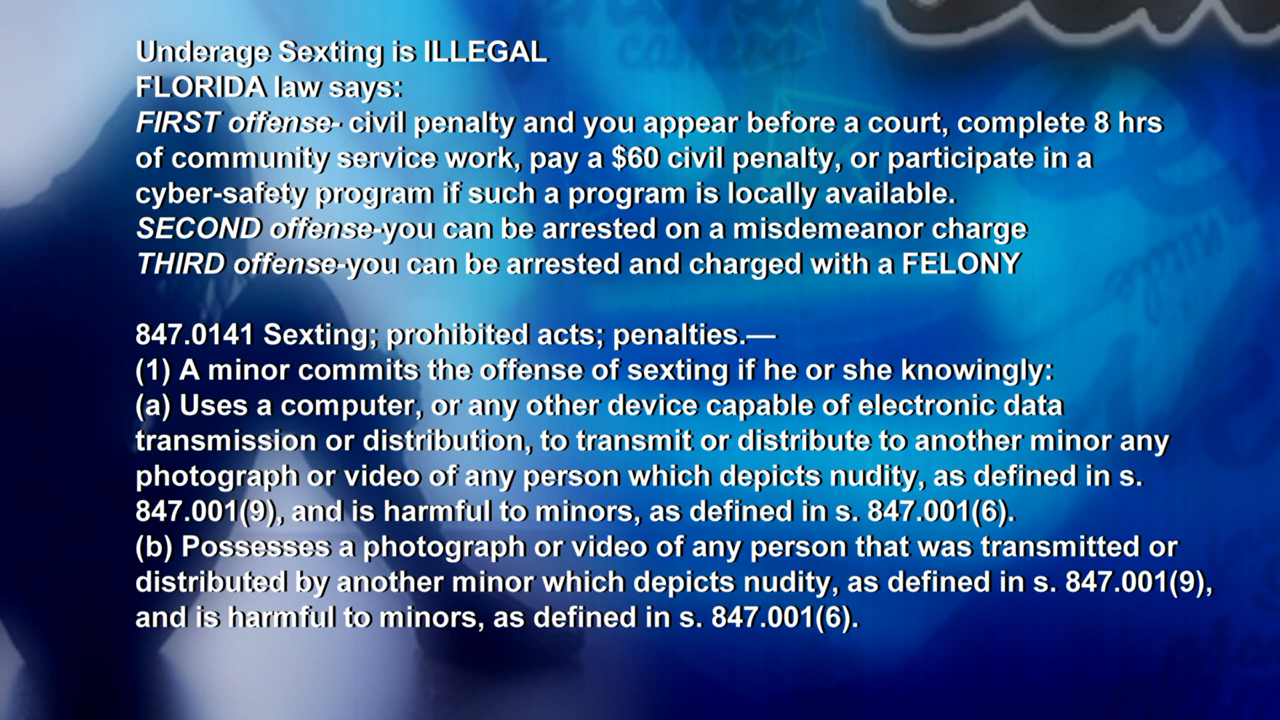 Underage Sexting is ILLEGAL
FLORIDA law says:
FIRST offense- civil penalty and you appear before a court, complete 8 hrs
of community service work, pay a $60 civil penalty, or participate in a
cyber-safety program if such a program is locally available.
SECOND offense-you can be arrested on a misdemeanor charge
THIRD offense-you can be arrested and charged with a FELONY
847.0141 Sexting; prohibited acts; penalties.—
(1) A minor commits the offense of sexting if he or she knowingly:
(a) Uses a computer, or any other device capable of electronic data
transmission or distribution, to transmit or distribute to another minor any
photograph or video of any person which depicts nudity, as defined in s.
847.001(9), and is harmful to minors, as defined in s. 847.001(6).
(b) Possesses a photograph or video of any person that was transmitted or
distributed by another minor which depicts nudity, as defined in s. 847.001(9),
and is harmful to minors, as defined in s. 847.001(6).
camera